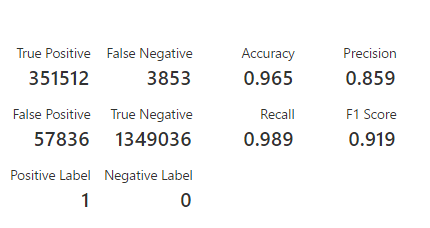 True Positive False Negative Accuracy Precision
351512 3853 0.965 0.859
False Positive True Negative Recall F1 Score
57836 1349036 0.989 0.919
Positive Label Negative Label
1 0